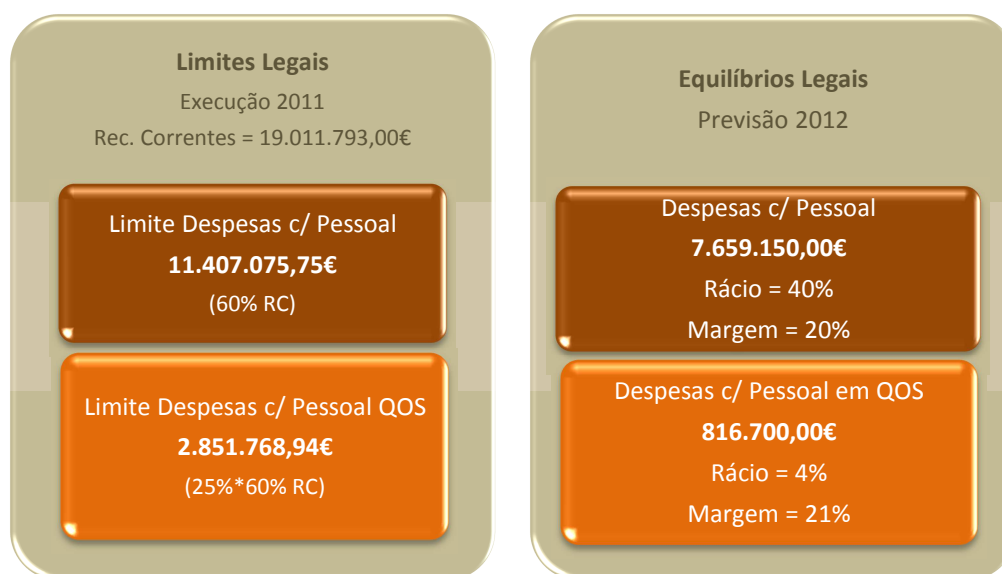 Limites Legais
Execução 2011
Rec. Correntes = 19.011.793,00€
Limite Despesas c/ Pessoal
11.407.075,75€
(60% RC)
Limite Despesas c/ Pessoal QOS
2.851.768,94€
(25%*60% RC)
Equilíbrios Legais
Previsão 2012
Despesas c/ Pessoal
7.659.150,00€
Rácio = 40%
Margem = 20%
Despesas c/ Pessoal em QOS
816.700,00€
Rácio = 4%
Margem = 21%